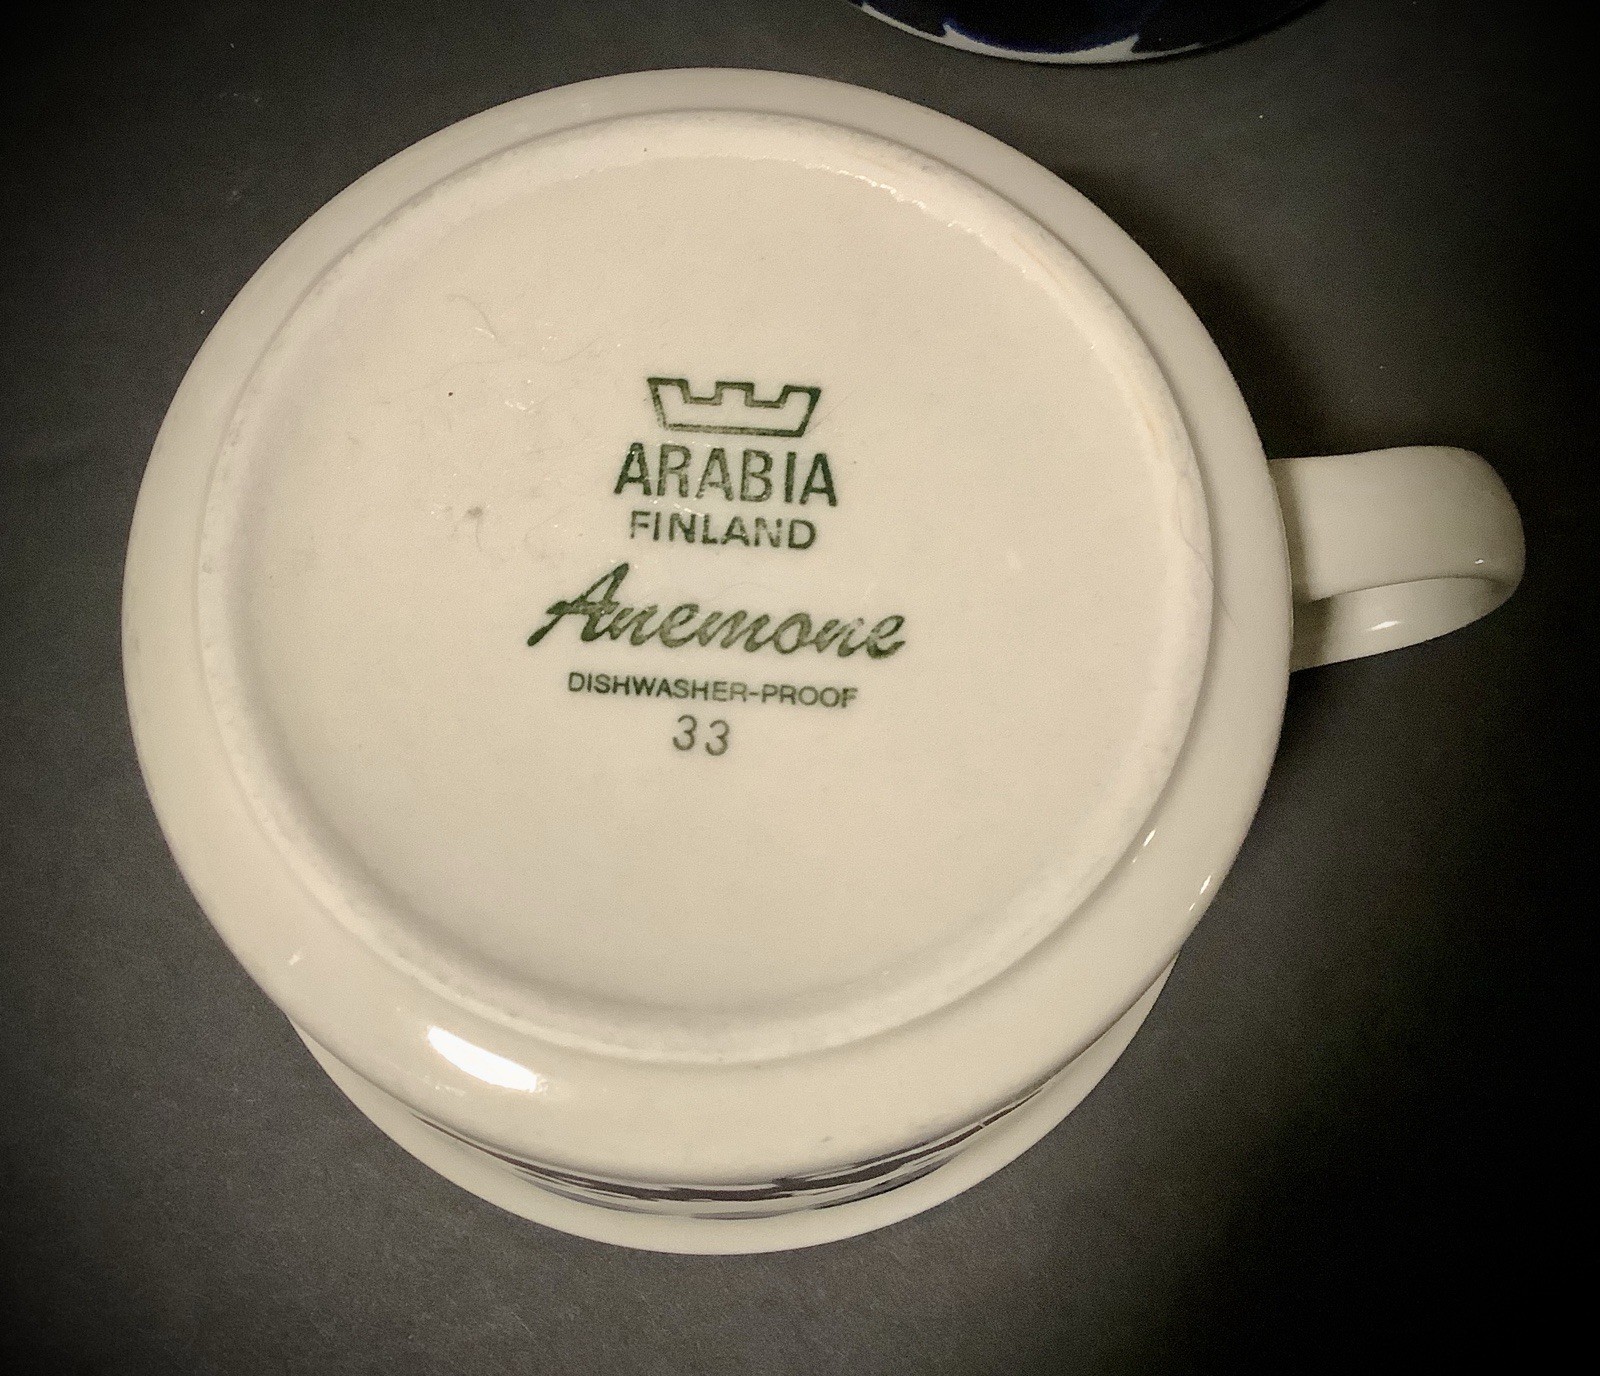 ARABIA
FINLAND
Anemone
DISHWASHER-PROOF
33